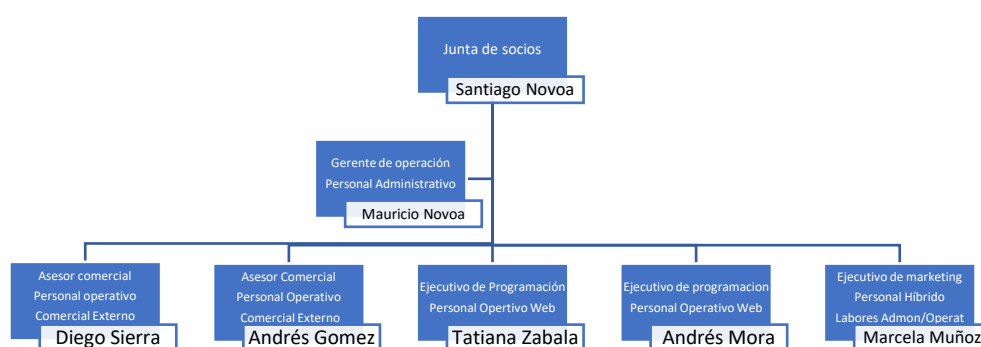 Junta de socios
Santiago Novoa
Gerente de operación
Personal Administrativo
Mauricio Novoa
Asesor comercial
Personal operativo
Comercial Externo
Diego Sierra
Asesor Comercial
Personal Operativo
Comercial Externo
Andrés Gomez
Ejecutivo de Programación
Personal Opertivo Web
Tatiana Zabala
Ejecutivo de programacion
Personal Operativo Web
Andrés Mora
Ejecutivo de marketing
Personal Híbrido
Labores Admon/Operat
Marcela Muñoz